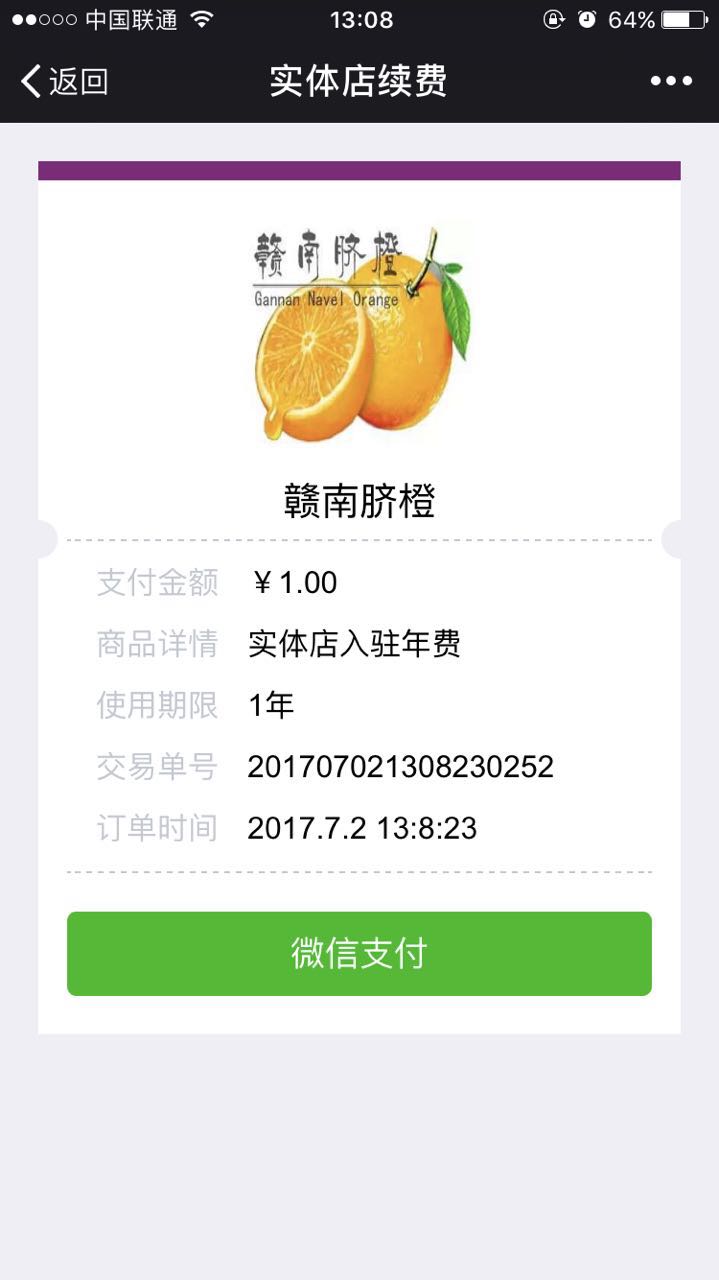 中国联通 13:08 64%
返回 实体店续费
赣南脐橙
Gannan Navel Orange
赣南脐橙
支付金额 ¥ 1.00
商品详情 实体店入驻年费
使用期限 1年
交易单号 201707021308230252
订单时间 2017.7.2 13:8:23
微信支付